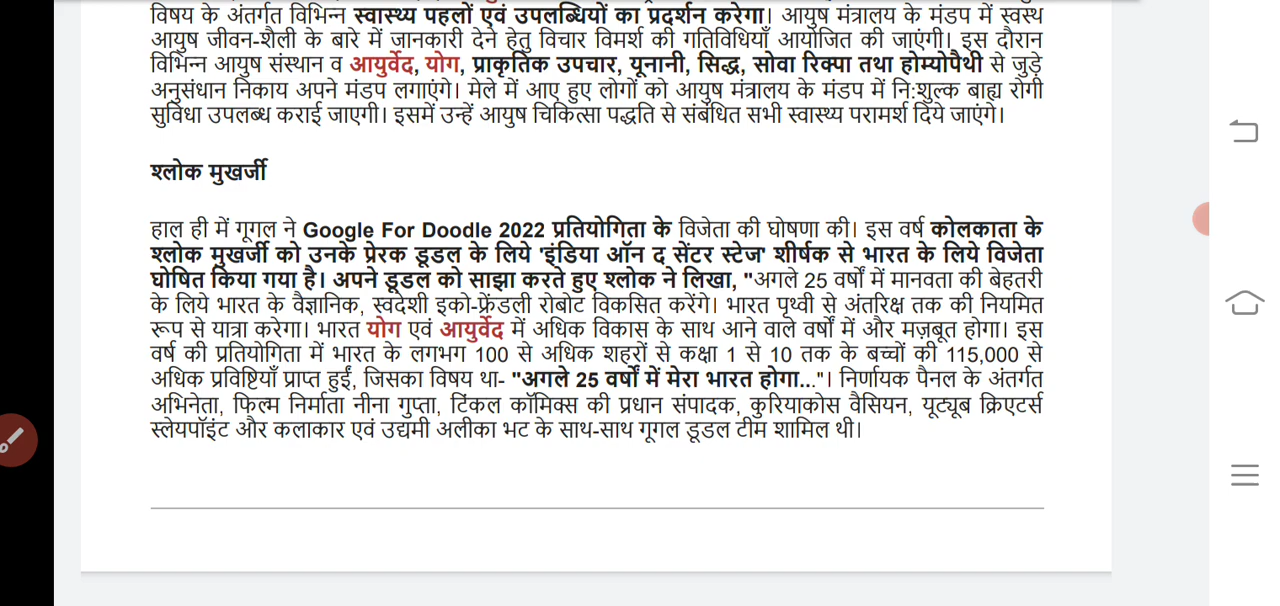 विषय के अंतर्गत विभिन्न स्वास्थ्य पहलों एवं उपलब्धियों का प्रदर्शन करेगा। आयुष मंत्रालय के मंडप में स्वस्थ
आयुष जीवन-शैली के बारे में जानकारी देने हेतु विचार विमर्श की गतिविधियाँ आयोजित की जाएंगी। इस दौरान
विभिन्न आयुष संस्थान व आयुर्वेद, योग, प्राकृतिक उपचार, यूनानी, सिद्ध, सोवा रिक्पा तथा होम्योपैथी से जुड़े
अनुसंधान निकाय अपने मंडप लगाएंगे। मेले में आए हुए लोगों को आयुष मंत्रालय के मंडप में नि:शुल्क बाह्य रोगी
सुविधा उपलब्ध कराई जाएगी। इसमें उन्हें आयुष चिकित्सा पद्धति से संबंधित सभी स्वास्थ्य परामर्श दिये जाएंगे।
श्लोक मुखर्जी
हाल ही में गूगल ने Google For Doodle 2022 प्रतियोगिता के विजेता की घोषणा की। इस वर्ष कोलकाता के
श्लोक मुखर्जी को उनके प्रेरक डूडल के लिये 'इंडिया ऑन द सेंटर स्टेज' शीर्षक से भारत के लिये विजेता
घोषित किया गया है। अपने डूडल को साझा करते हुए श्लोक ने लिखा, "अगले 25 वर्षों में मानवता की बेहतरी
के लिये भारत के वैज्ञानिक, स्वदेशी इको-फ्रेंडली रोबोट विकसित करेंगे। भारत पृथ्वी से अंतरिक्ष तक की नियमित
रूप से यात्रा करेगा। भारत योग एवं आयुर्वेद में अधिक विकास के साथ आने वाले वर्षों में और मज़बूत होगा। इस
वर्ष की प्रतियोगिता में भारत के लगभग 100 से अधिक शहरों से कक्षा 1 से 10 तक के बच्चों की 115,000 से
अधिक प्रविष्टियाँ प्राप्त हुईं, जिसका विषय था- "अगले 25 वर्षों में मेरा भारत होगा..."। निर्णायक पैनल के अंतर्गत
अभिनेता, फिल्म निर्माता नीना गुप्ता, टिंकल कॉमिक्स की प्रधान संपादक, कुरियाकोस वैसियन, यूट्यूब क्रिएटर्स
स्लेयपॉइंट और कलाकार एवं उद्यमी अलीका भट के साथ-साथ गूगल डूडल टीम शामिल थी।